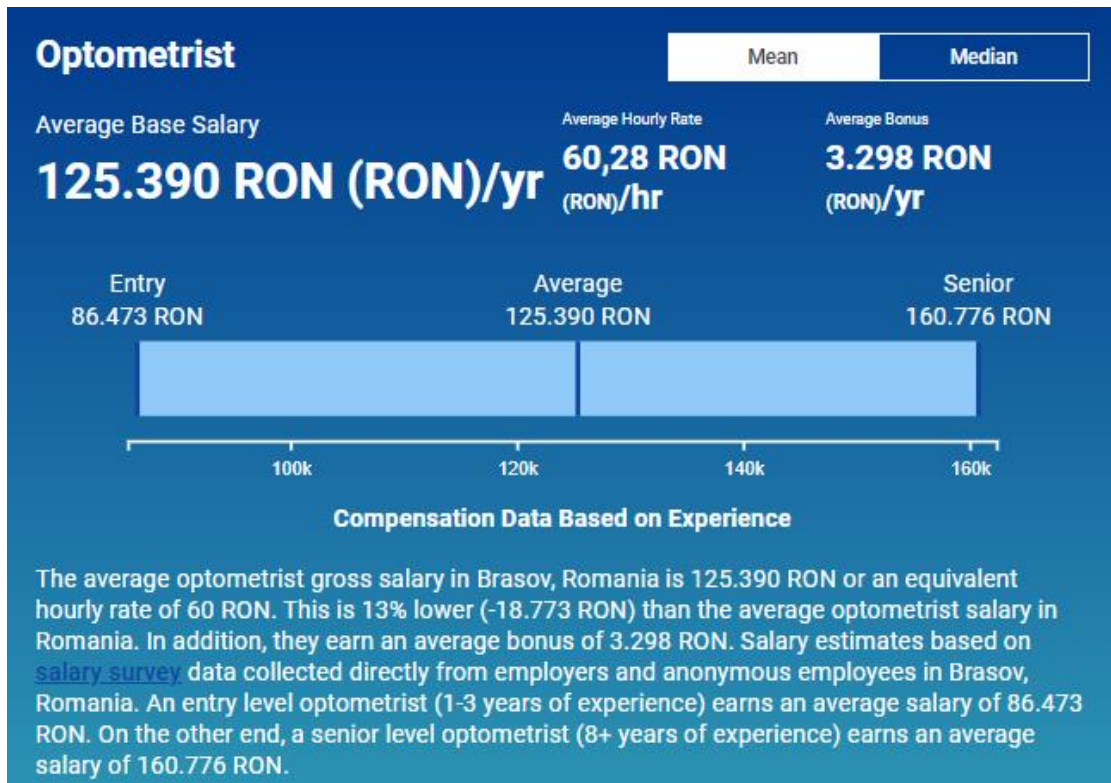 Optometrist
Mean
Median
Average Base Salary
125.390 RON (RON)/yr
Average Hourly Rate
60,28 RON
(RON)/hr
Average Bonus
3.298 RON
(RON)/yr
Entry
86.473 RON
Average
125.390 RON
Senior
160.776 RON
100k
120k
140k
160k
Compensation Data Based on Experience
The average optometrist gross salary in Brasov, Romania is 125.390 RON or an equivalent
hourly rate of 60 RON. This is 13% lower (-18.773 RON) than the average optometrist salary in
Romania. In addition, they earn an average bonus of 3.298 RON. Salary estimates based on
salary survey data collected directly from employers and anonymous employees in Brasov,
Romania. An entry level optometrist (1-3 years of experience) earns an average salary of 86.473
RON. On the other end, a senior level optometrist (8+ years of experience) earns an average
salary of 160.776 RON.